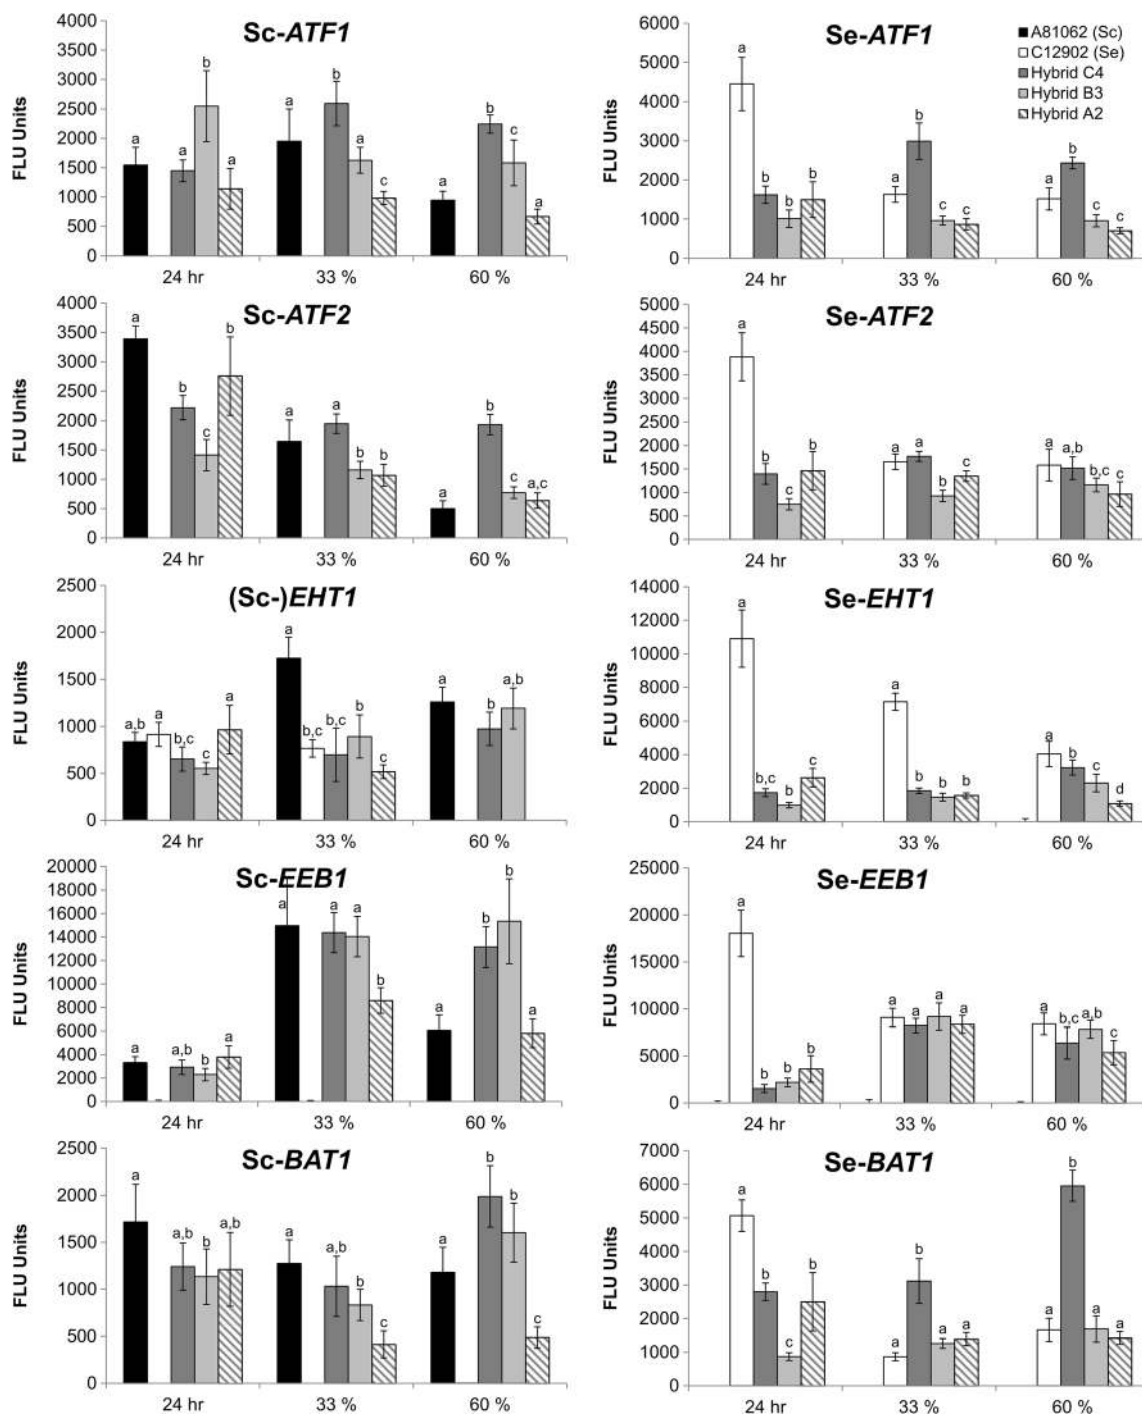 Sc-ATF1
FLU Units
4000
3500
3000
2500
2000
1500
1000
500
0
a a b a
a b a c
a b c a
24 hr 33 % 60 %
Se-ATF1
A81062 (Sc)
C12902 (Se)
Hybrid C4
Hybrid B3
Hybrid A2
FLU Units
6000
5000
4000
3000
2000
1000
0
a b b b
a b c c
a b c c
24 hr 33 % 60 %
Sc-ATF2
FLU Units
4000
3500
3000
2500
2000
1500
1000
500
0
a b c b
a a b b
a b c a,c
24 hr 33 % 60 %
Se-ATF2
FLU Units
5000
4500
4000
3500
3000
2500
2000
1500
1000
500
0
a b c b
a a b c
a a,b b,c c
24 hr 33 % 60 %
(Sc-)EHT1
FLU Units
2500
2000
1500
1000
500
0
a,b a b,c c a
a b,c b,c b c
a b a,b
24 hr 33 % 60 %
Se-EHT1
FLU Units
14000
12000
10000
8000
6000
4000
2000
0
a b,c b c
a b b b
a b c d
24 hr 33 % 60 %
Sc-EEB1
FLU Units
20000
18000
16000
14000
12000
10000
8000
6000
4000
2000
0
a a,b b a
a a a b
a b b a
24 hr 33 % 60 %
Se-EEB1
FLU Units
25000
20000
15000
10000
5000
0
a b b b
a a a a
a b,c a,b c
24 hr 33 % 60 %
Sc-BAT1
FLU Units
2500
2000
1500
1000
500
0
a a,b b a,b
a a,b b c
a b b c
24 hr 33 % 60 %
Se-BAT1
FLU Units
7000
6000
5000
4000
3000
2000
1000
0
a b c b
a b a a
a b a a
24 hr 33 % 60 %